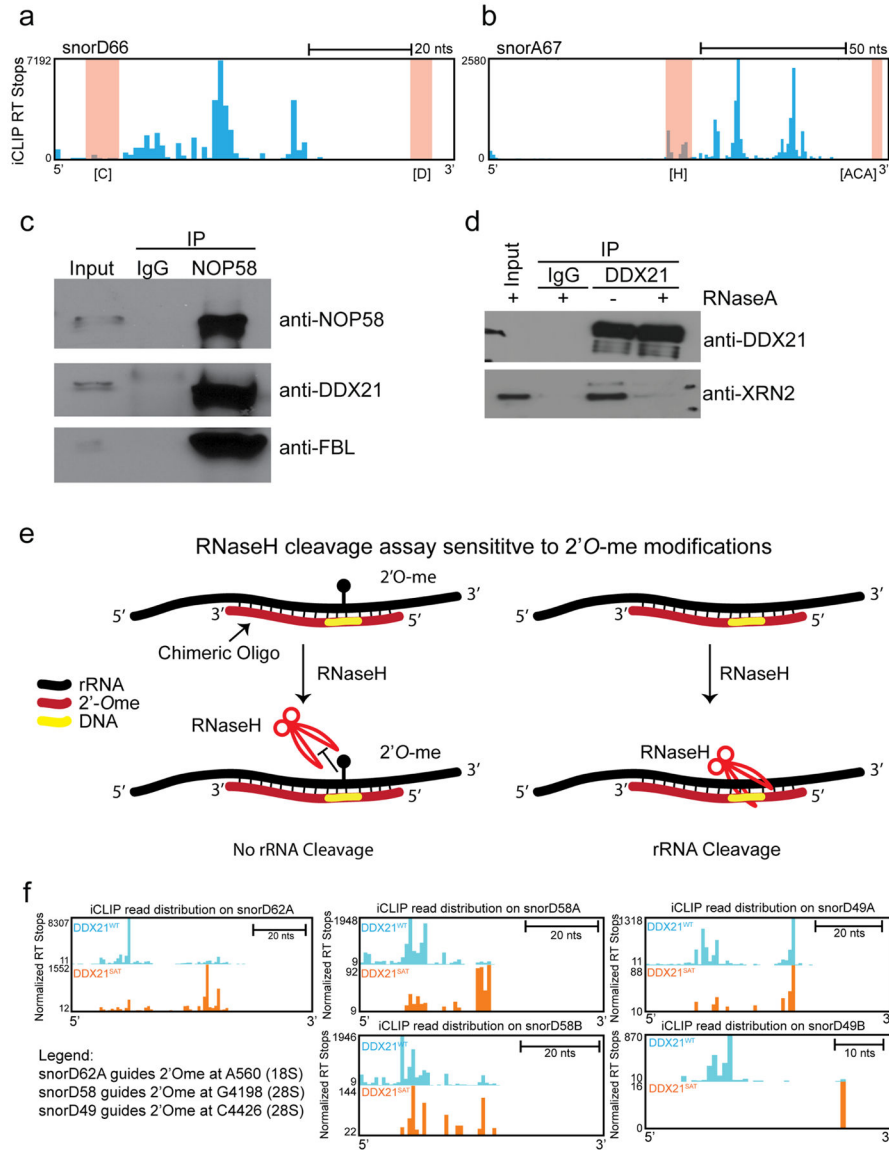 a
snorD66
20 nts
7192
iCLIP RT Stops
0
5'
[C]
[D]
3'
b
snorA67
50 nts
2580
0
5'
[H]
[ACA]
3'
c
IP
Input IgG NOP58
anti-NOP58
anti-DDX21
anti-FBL
d
IP
Input
IgG DDX21
+ + - + RNaseA
anti-DDX21
anti-XRN2
e
RNaseH cleavage assay sensititve to 2'O-me modifications
2'O-me
3'
5' 3' 5'
Chimeric Oligo
RNaseH
3'
5' 3' 5'
RNaseH
rRNA
2'-Ome
DNA
RNaseH
2'O-me
3'
5' 3' 5'
No rRNA Cleavage
RNaseH
3'
5' 3' 5'
rRNA Cleavage
f
iCLIP read distribution on snorD62A
Normalized RT Stops
8307
DDX21WT
20 nts
11
1552
DDX21SAT
12
5' 3'
iCLIP read distribution on snorD58A
Normalized RT Stops
1948
DDX21WT
20 nts
9
92
DDX21SAT
9
iCLIP read distribution on snorD49A
Normalized RT Stops
1318
DDX21WT
20 nts
11
88
DDX21SAT
10
5' 3'
Legend:
snorD62A guides 2'Ome at A560 (18S)
snorD58 guides 2'Ome at G4198 (28S)
snorD49 guides 2'Ome at C4426 (28S)
iCLIP read distribution on snorD58B
Normalized RT Stops
1946
DDX21WT
20 nts
9
144
DDX21SAT
22
5' 3'
iCLIP read distribution on snorD49B
Normalized RT Stops
870
DDX21WT
10 nts
10
16
DDX21SAT
0
5' 3'